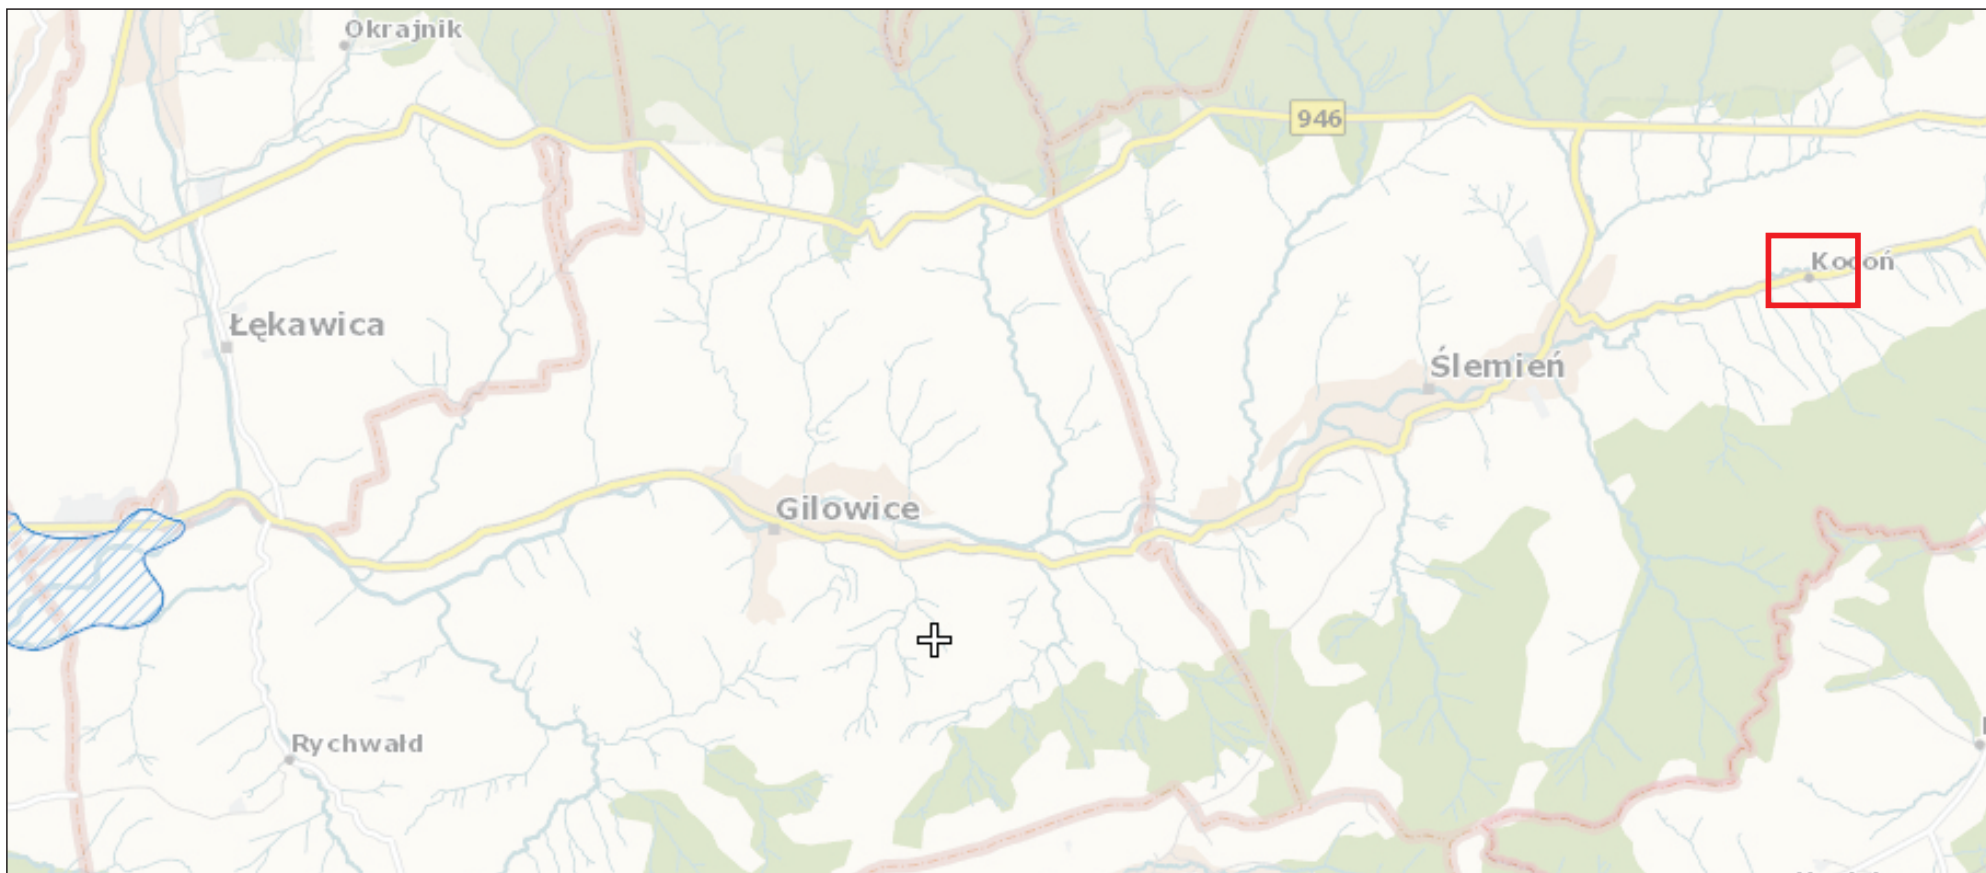 Okrajnik
946
Kocoń
Łękawica
Ślemień
Gilowice
Rychwałd